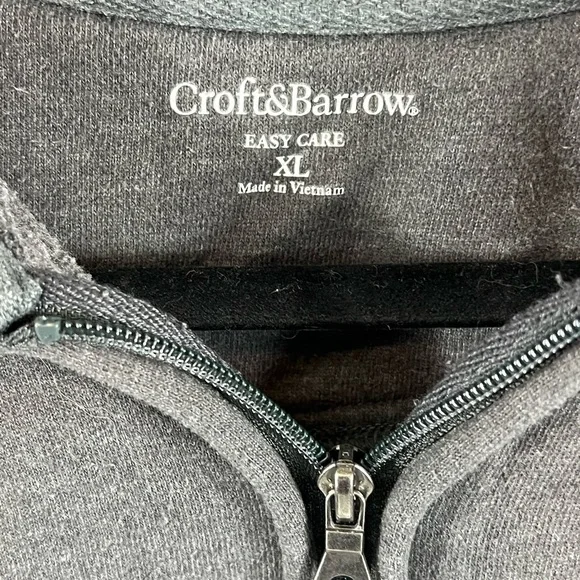 Croft&Barrow®
EASY CARE
XL
Made in Vietnam